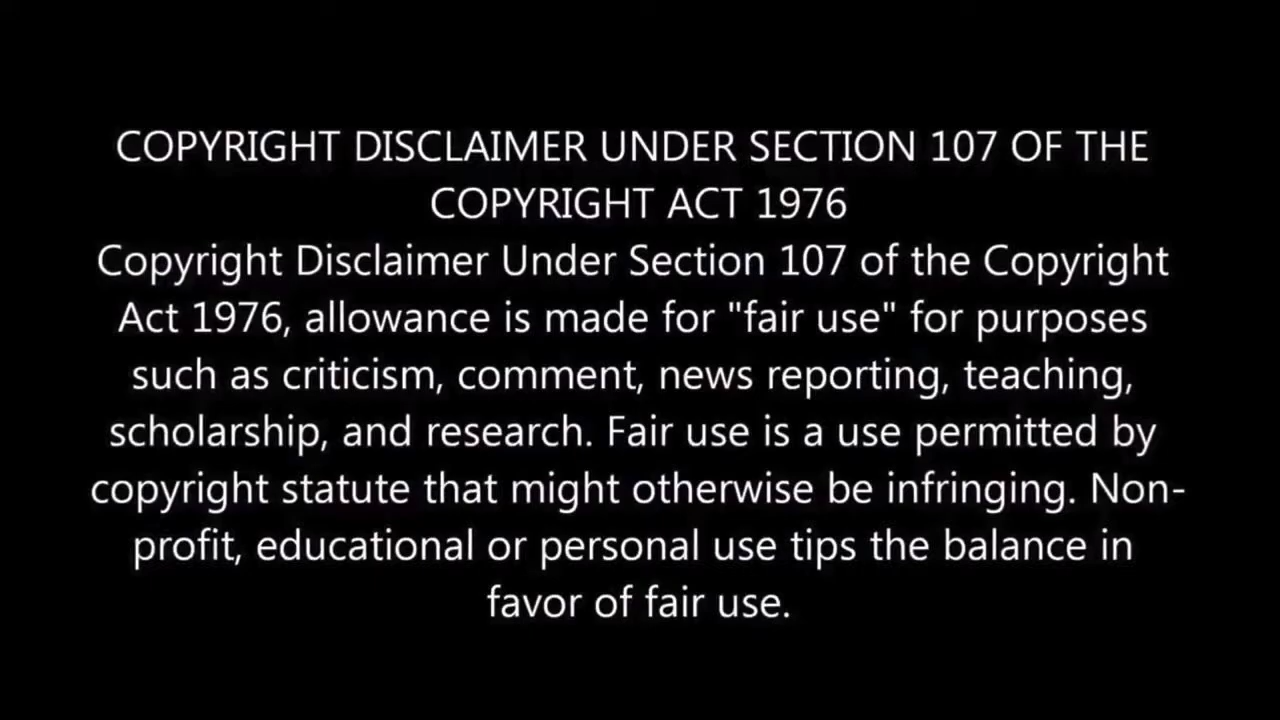 COPYRIGHT DISCLAIMER UNDER SECTION 107 OF THE
COPYRIGHT ACT 1976
Copyright Disclaimer Under Section 107 of the Copyright
Act 1976, allowance is made for "fair use" for purposes
such as criticism, comment, news reporting, teaching,
scholarship, and research. Fair use is a use permitted by
copyright statute that might otherwise be infringing. Non-
profit, educational or personal use tips the balance in
favor of fair use.